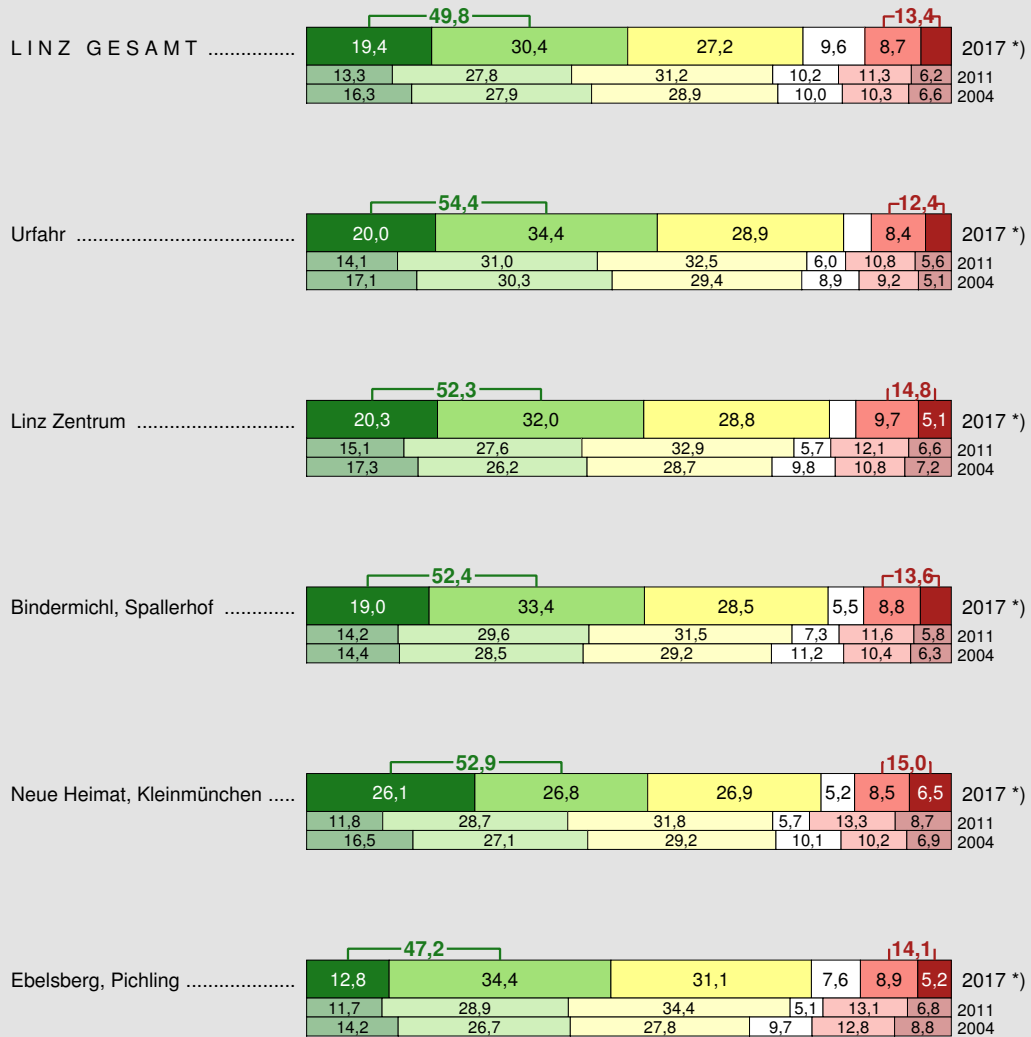 49,8 13,4
L I N Z G E S A M T ............... 19,4 30,4 27,2 9,6 8,7 2017 *)
13,3 27,8 31,2 10,2 11,3 6,2 2011
16,3 27,9 28,9 10,0 10,3 6,6 2004
54,4 12,4
Urfahr ...................................... 20,0 34,4 28,9 8,4 2017 *)
14,1 31,0 32,5 6,0 10,8 5,6 2011
17,1 30,3 29,4 8,9 9,2 5,1 2004
52,3 14,8
Linz Zentrum ........................... 20,3 32,0 28,8 9,7 5,1 2017 *)
15,1 27,6 32,9 5,7 12,1 6,6 2011
17,3 26,2 28,7 9,8 10,8 7,2 2004
52,4 13,6
Bindermichl, Spallerhof ............ 19,0 33,4 28,5 5,5 8,8 2017 *)
14,2 29,6 31,5 7,3 11,6 5,8 2011
14,4 28,5 29,2 11,2 10,4 6,3 2004
52,9 15,0
Neue Heimat, Kleinmünchen ..... 26,1 26,8 26,9 5,2 8,5 6,5 2017 *)
11,8 28,7 31,8 5,7 13,3 8,7 2011
16,5 27,1 29,2 10,1 10,2 6,9 2004
47,2 14,1
Ebelsberg, Pichling ................... 12,8 34,4 31,1 7,6 8,9 5,2 2017 *)
11,7 28,9 34,4 5,1 13,1 6,8 2011
14,2 26,7 27,8 9,7 12,8 8,8 2004